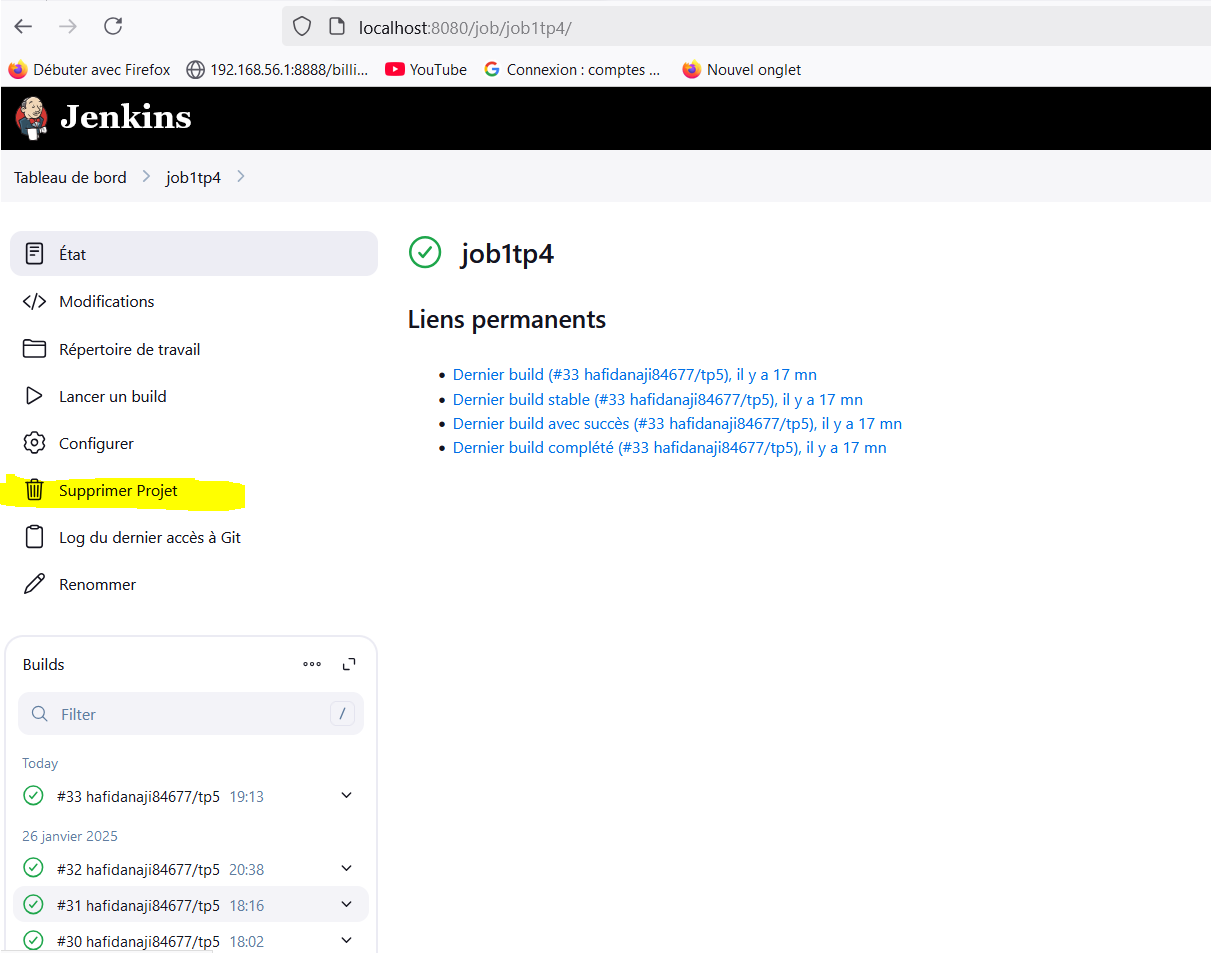 localhost:8080/job/job1tp4/
Débuter avec Firefox 192.168.56.1:8888/billi... YouTube Connexion : comptes ... Nouvel onglet
Jenkins
Tableau de bord job1tp4
État
Modifications
Répertoire de travail
Lancer un build
Configurer
Supprimer Projet
Log du dernier accès à Git
Renommer
job1tp4
Liens permanents
Dernier build (#33 hafidanaji84677/tp5), il y a 17 mn
Dernier build stable (#33 hafidanaji84677/tp5), il y a 17 mn
Dernier build avec succès (#33 hafidanaji84677/tp5), il y a 17 mn
Dernier build complété (#33 hafidanaji84677/tp5), il y a 17 mn
Builds
Filter /
Today
#33 hafidanaji84677/tp5 19:13
26 janvier 2025
#32 hafidanaji84677/tp5 20:38
#31 hafidanaji84677/tp5 18:16
#30 hafidanaji84677/tp5 18:02